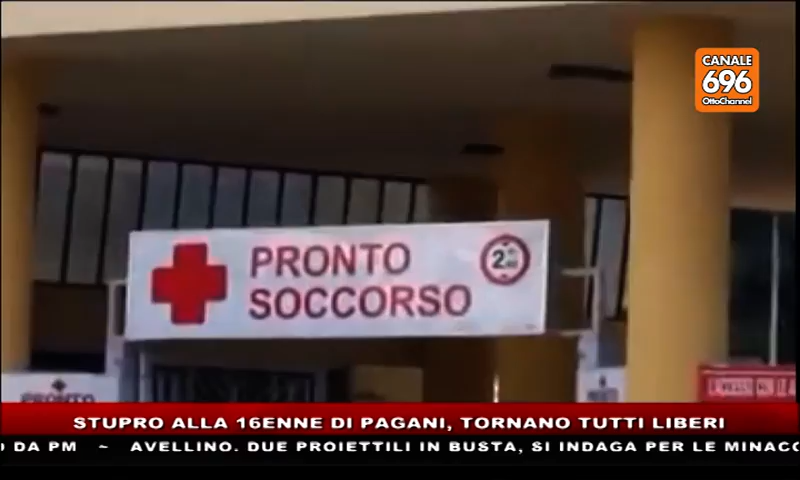 CANALE
696
OttoChannel
PRONTO
SOCCORSO
PRONTO
STUPRO ALLA 16ENNE DI PAGANI, TORNANO TUTTI LIBERI
DA PM ~ AVELLINO. DUE PROIETTILI IN BUSTA, SI INDAGA PER LE MINACC